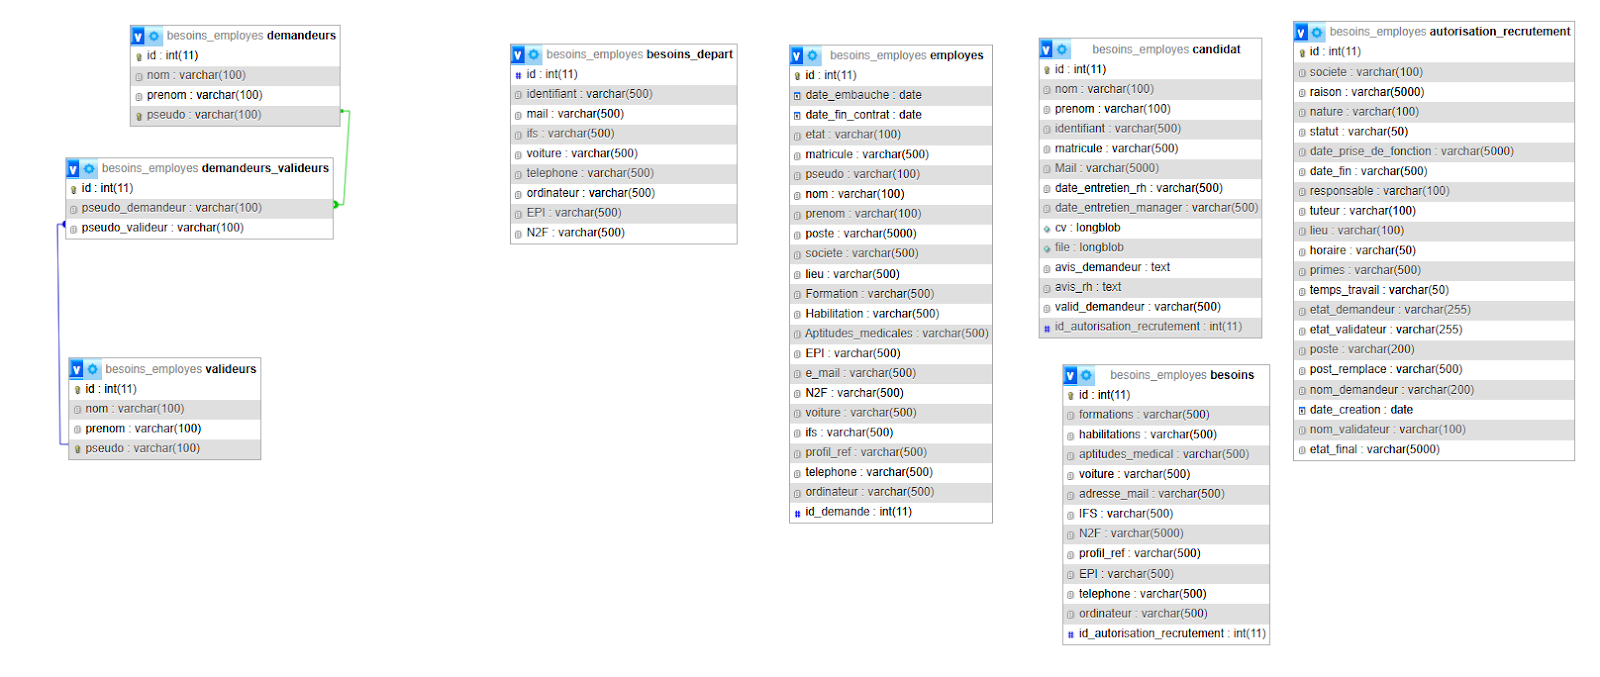 besoins_employes demandeurs
id : int(11)
nom : varchar(100)
prenom : varchar(100)
pseudo : varchar(100)
besoins_employes demandeurs_valideurs
id : int(11)
pseudo_demandeur : varchar(100)
pseudo_valideur : varchar(100)
besoins_employes valideurs
id : int(11)
nom : varchar(100)
prenom : varchar(100)
pseudo : varchar(100)
besoins_employes besoins_depart
id : int(11)
identifiant : varchar(500)
mail : varchar(500)
ifs : varchar(500)
voiture : varchar(500)
telephone : varchar(500)
ordinateur : varchar(500)
EPI : varchar(500)
N2F : varchar(500)
besoins_employes employes
id : int(11)
date_embauche : date
date_fin_contrat : date
etat : varchar(100)
matricule : varchar(500)
pseudo : varchar(100)
nom : varchar(100)
prenom : varchar(100)
poste : varchar(5000)
societe : varchar(500)
lieu : varchar(500)
Formation : varchar(500)
Habilitation : varchar(500)
Aptitudes_medicales : varchar(500)
EPI : varchar(500)
e_mail : varchar(500)
N2F : varchar(500)
voiture : varchar(500)
ifs : varchar(500)
profil_ref : varchar(500)
telephone : varchar(500)
ordinateur : varchar(500)
id_demande : int(11)
besoins_employes candidat
id : int(11)
nom : varchar(100)
prenom : varchar(100)
identifiant : varchar(500)
matricule : varchar(500)
Mail : varchar(5000)
date_entretien_rh : varchar(500)
date_entretien_manager : varchar(500)
cv : longblob
file : longblob
avis_demandeur : text
avis_rh : text
valid_demandeur : varchar(500)
id_autorisation_recrutement : int(11)
besoins_employes besoins
id : int(11)
formations : varchar(500)
habilitations : varchar(500)
aptitudes_medical : varchar(500)
voiture : varchar(500)
adresse_mail : varchar(500)
IFS : varchar(500)
N2F : varchar(5000)
profil_ref : varchar(500)
EPI : varchar(500)
telephone : varchar(500)
ordinateur : varchar(500)
id_autorisation_recrutement : int(11)
besoins_employes autorisation_recrutement
id : int(11)
societe : varchar(100)
raison : varchar(5000)
nature : varchar(100)
statut : varchar(50)
date_prise_de_fonction : varchar(5000)
date_fin : varchar(500)
responsable : varchar(100)
tuteur : varchar(100)
lieu : varchar(100)
horaire : varchar(50)
primes : varchar(500)
temps_travail : varchar(50)
etat_demandeur : varchar(255)
etat_validateur : varchar(255)
poste : varchar(200)
post_remplace : varchar(500)
nom_demandeur : varchar(200)
date_creation : date
nom_validateur : varchar(100)
etat_final : varchar(5000)